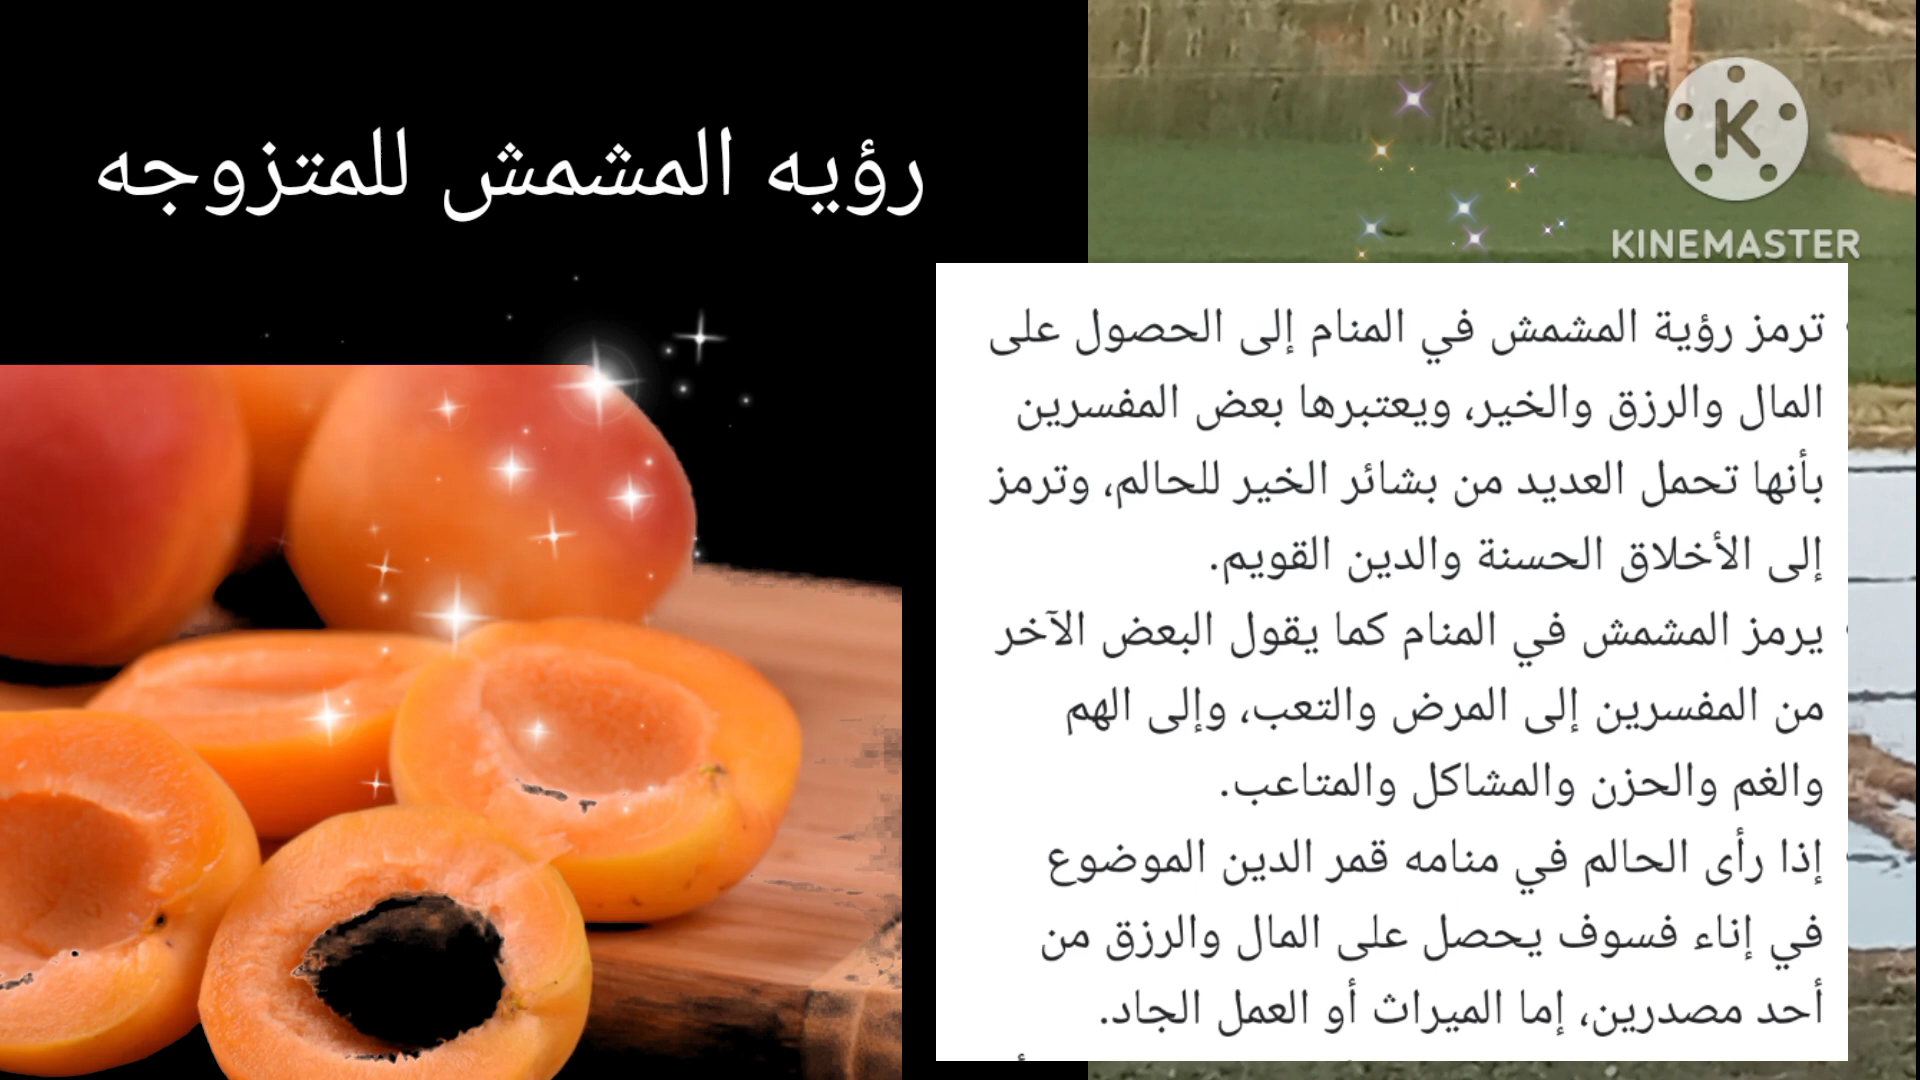 رؤيه المشمش للمتزوجه
KINEMASTER
ترمز رؤية المشمش في المنام إلى الحصول على
المال والرزق والخير، ويعتبرها بعض المفسرين
بأنها تحمل العديد من بشائر الخير للحالم، وترمز
إلى الأخلاق الحسنة والدين القويم.
يرمز المشمش في المنام كما يقول البعض الآخر
من المفسرين إلى المرض والتعب، وإلى الهم
والغم والحزن والمشاكل والمتاعب.
إذا رأى الحالم في منامه قمر الدين الموضوع
في إناء فسوف يحصل على المال والرزق من
أحد مصدرين، إما الميراث أو العمل الجاد.